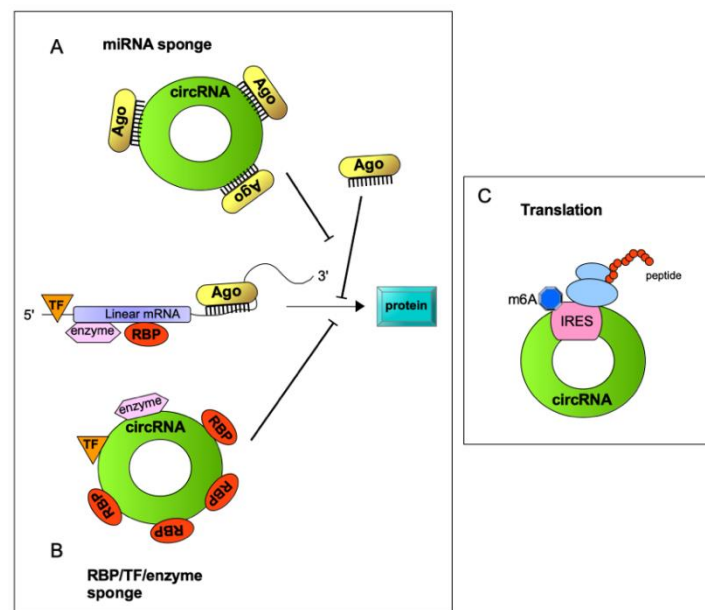 A
miRNA sponge
circRNA
Ago
Ago
Ago
Ago
3'
Ago
TF
5'
Linear mRNA
enzyme
RBP
protein
enzyme
circRNA
RBP
TF
RBP
RBP
RBP
B
RBP/TF/enzyme
sponge
C
Translation
peptide
m6A
IRES
circRNA